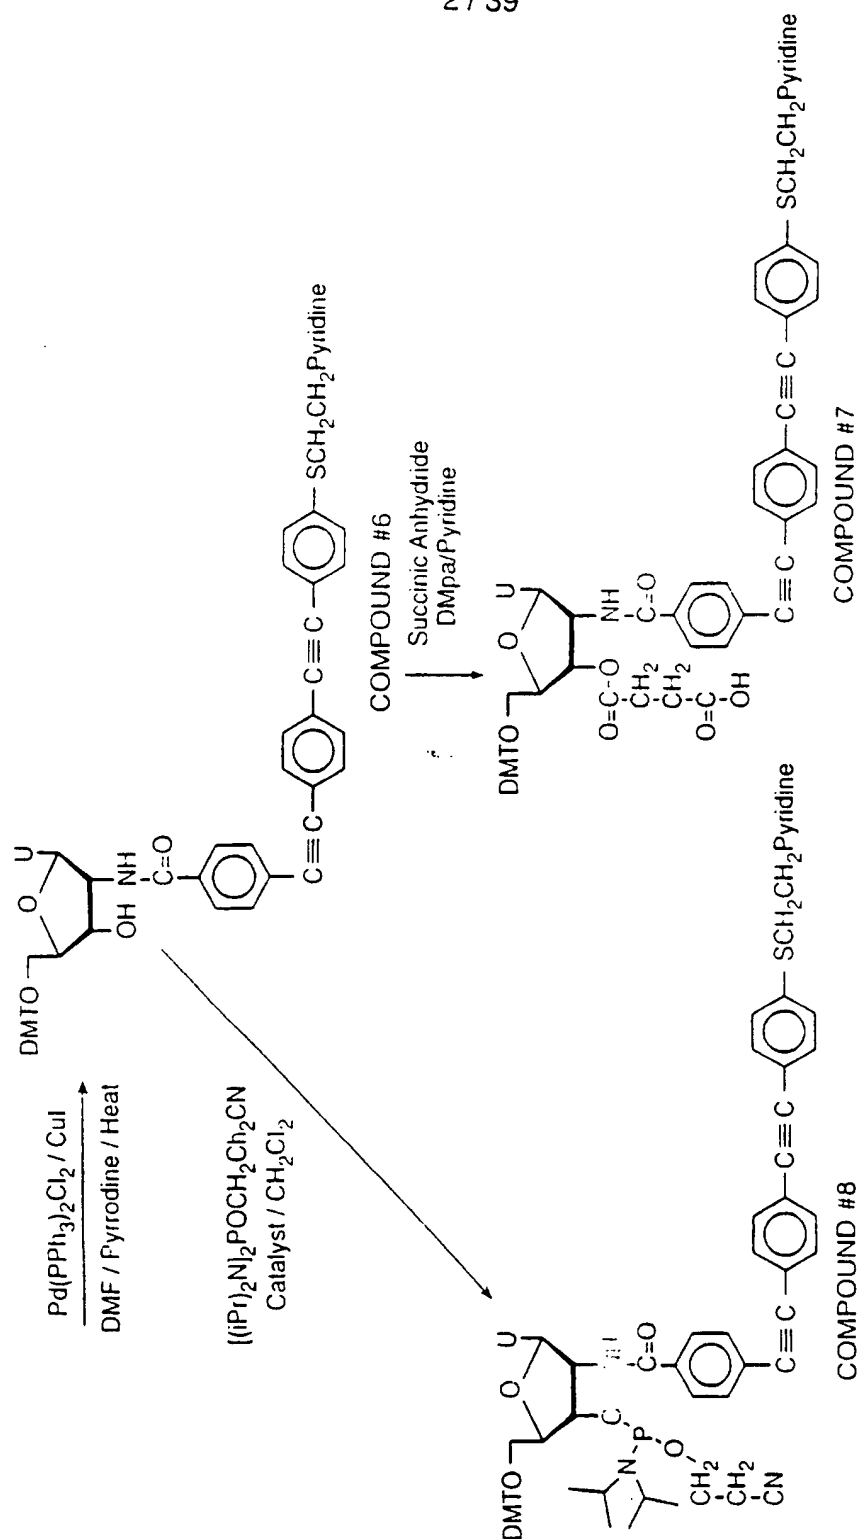 2 / 39
Pd(PPh3)2Cl2 / CuI
DMF / Pyrrodine / Heat
DMTO
O
U
OH
NH
C=O
C≡C
C≡C
SCH2CH2Pyridine
COMPOUND #6
[(iPr)2N]2POCH2Ch2CN
Catalyst / CH2Cl2
Succinic Anhydride
DMpa/Pyridine
DMTO
O
U
C
P
N
O
CH2
CH2
CN
C=O
C≡C
C≡C
SCH2CH2Pyridine
COMPOUND #8
DMTO
O
U
O
O=C
CH2
CH2
O=C
OH
NH
C=O
C≡C
C≡C
SCH2CH2Pyridine
COMPOUND #7